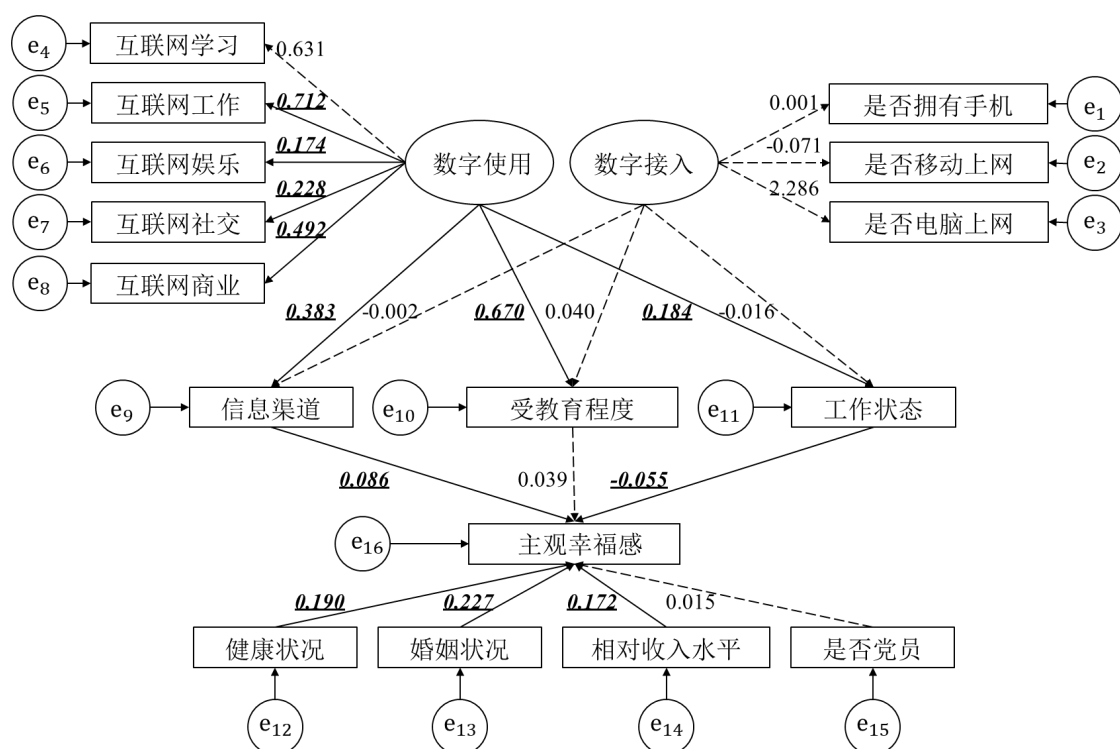 e4 互联网学习 0.631
e5 互联网工作 0.712
e6 互联网娱乐 0.174
e7 互联网社交 0.228
e8 互联网商业 0.492
数字使用 数字接入
0.001 是否拥有手机 e1
-0.071 是否移动上网 e2
2.286 是否电脑上网 e3
0.383 -0.002 0.670 0.040 0.184 -0.016
e9 信息渠道 e10 受教育程度 e11 工作状态
0.086 0.039 -0.055
e16 主观幸福感
0.190 0.227 0.172 0.015
健康状况 婚姻状况 相对收入水平 是否党员
e12 e13 e14 e15